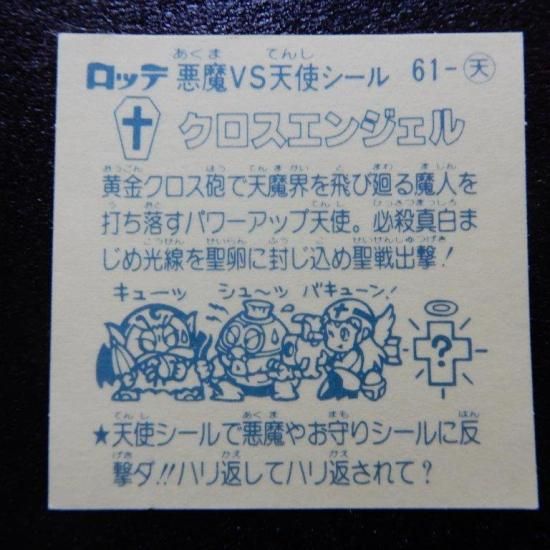 ロッテ 悪魔VS天使シール 61-天
クロスエンジェル
黄金クロス砲で天魔界を飛び廻る魔人を
打ち落すパワーアップ天使。必殺真白ま
じめ光線を聖卵に封じ込め聖戦出撃!
キューッ シュ〜ッ バキューン!
?
★天使シールで悪魔やお守りシールに反
撃ダ!!ハリ返してハリ返されて?